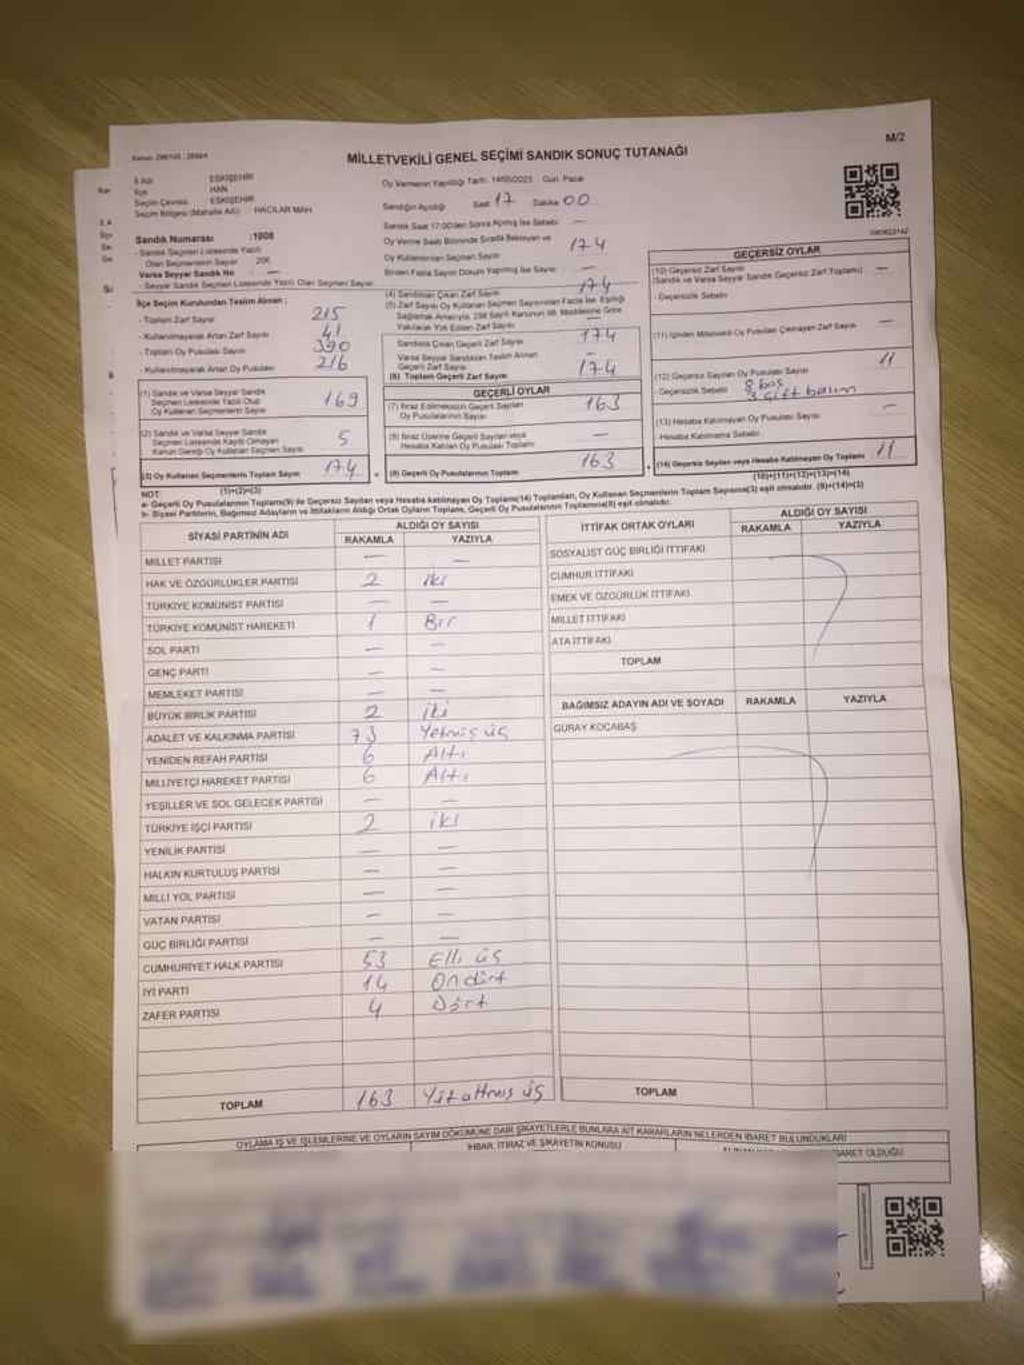 M/2
MİLLETVEKİLİ GENEL SEÇİMİ SANDIK SONUÇ TUTANAĞI
İl Adı : ESKİŞEHİR
İlçe HAN
Seçim Çevresi : ESKİŞEHİR
Seçim Bölgesi (Mahalle Adı) : HACILAR MAH
Sandık Numarası :1008
- Sandık Seçmen Listesinde Yazılı
Olan Seçmenlerin Sayısı 206
Varsa Seyyar Sandık No —
- Seyyar Sandık Seçmen Listesinde Yazılı Olan Seçmen Sayısı
Oy Vermenin Yapıldığı Tarih: 14/05/2023 Gün: Pazar
Sandığın Açıldığı Saat 17 Dakika 00
Sandık Saat 17.00'den Sonra Açılmış İse Sebebi: —
Oy Verme Saati Bitiminde Sırada Bekleyen ve
Oy Kullanan Seçmen Sayısı 174
Birden Fazla Sayım Dökümü Yapılmış İse Sayısı —
İlçe Seçim Kurulundan Teslim Alınan :
- Toplam Zarf Sayısı 215
- Kullanılmayarak Artan Zarf Sayısı 41
- Toplam Oy Pusulası Sayısı 390
- Kullanılmayarak Artan Oy Pusulası 216
(1) Sandık ve Varsa Seyyar Sandık
Seçmen Listesinde Yazılı Olup
Oy Kullanan Seçmenlerin Sayısı 169
(2) Sandık ve Varsa Seyyar Sandık
Seçmen Listesinde Kayıtlı Olmayan
Kanun Gereği Oy Kullanan Seçmen Sayısı 5
(3) Oy Kullanan Seçmenlerin Toplam Sayısı 174
(1)+(2)=(3)
(4) Sandıktan Çıkan Zarf Sayısı 174
(5) Zarf Sayısı Oy Kullanan Seçmen Sayısından Fazla İse, Eşitliği
Sağlamak Amacıyla, 298 Sayılı Kanunun 98. Maddesine Göre
Yakılarak Yok Edilen Zarf Sayısı —
Sandıkta Çıkan Geçerli Zarf Sayısı 174
Varsa Seyyar Sandıktan Teslim Alınan
Geçerli Zarf Sayısı —
(6) Toplam Geçerli Zarf Sayısı 174
GEÇERLİ OYLAR
(7) İtiraz Edilmeksizin Geçerli Sayılan
Oy Pusulalarının Sayısı 163
(8) İtiraz Üzerine Geçerli Sayılan veya
Hesaba Katılan Oy Pusulası Toplamı —
(9) Geçerli Oy Pusulalarının Toplamı 163
GEÇERSİZ OYLAR
(10) Geçersiz Zarf Sayısı
(Sandık ve Varsa Seyyar Sandık Geçersiz Zarf Toplamı) —
- Geçersizlik Sebebi:
(11) İçinden Milletvekili Oy Pusulası Çıkmayan Zarf Sayısı —
(12) Geçersiz Sayılan Oy Pusulası Sayısı 11
- Geçersizlik Sebebi: 8 boş
3 çift
(13) Hesaba Katılmayan Oy Pusulası Sayısı —
Hesaba Katılmama Sebebi:
(14) Geçersiz Sayılan veya Hesaba Katılmayan Oy Toplamı 11
(10)+(11)+(12)+(13)=(14)
NOT:
a- Geçerli Oy Pusulalarının Toplamı(9) ile Geçersiz Sayılan veya Hesaba katılmayan Oy Toplamı(14) Toplamları, Oy Kullanan Seçmenlerin Toplam Sayısına(3) eşit olmalıdır. (9)+(14)=(3)
b- Siyasi Partilerin, Bağımsız Adayların ve İttifakların Aldığı Ortak Oyların Toplamı, Geçerli Oy Pusulalarının Toplamına(9) eşit olmalıdır.
SİYASİ PARTİNİN ADI ALDIĞI OY SAYISI
RAKAMLA YAZIYLA
MİLLET PARTİSİ — —
HAK VE ÖZGÜRLÜKLER PARTİSİ 2 iki
TÜRKİYE KOMÜNİST PARTİSİ — —
TÜRKİYE KOMÜNİST HAREKETİ 1 Bir
SOL PARTİ — —
GENÇ PARTİ — —
MEMLEKET PARTİSİ — —
BÜYÜK BİRLİK PARTİSİ 2 iki
ADALET VE KALKINMA PARTİSİ 73 Yetmiş üç
YENİDEN REFAH PARTİSİ 6 Altı
MİLLİYETÇİ HAREKET PARTİSİ 6 Altı
YEŞİLLER VE SOL GELECEK PARTİSİ — —
TÜRKİYE İŞÇİ PARTİSİ 2 iki
YENİLİK PARTİSİ — —
HALKIN KURTULUŞ PARTİSİ — —
MİLLİ YOL PARTİSİ — —
VATAN PARTİSİ — —
GÜÇ BİRLİĞİ PARTİSİ — —
CUMHURİYET HALK PARTİSİ 53 Elli üç
İYİ PARTİ 14 Ondört
ZAFER PARTİSİ 4 Dört
TOPLAM 163 Yüzaltmış üç
İTTİFAK ORTAK OYLARI ALDIĞI OY SAYISI
RAKAMLA YAZIYLA
SOSYALİST GÜÇ BİRLİĞİ İTTİFAKI
CUMHUR İTTİFAKI
EMEK VE ÖZGÜRLÜK İTTİFAKI
MİLLET İTTİFAKI
ATA İTTİFAKI
TOPLAM
BAĞIMSIZ ADAYIN ADI VE SOYADI RAKAMLA YAZIYLA
GÜRAY KOCABAŞ
TOPLAM
OYLAMA İŞ VE İŞLEMLERİNE VE OYLARIN SAYIM DÖKÜMÜNE DAİR ŞİKAYETLERLE BUNLARA AİT KARARLARIN NELERDEN İBARET BULUNDUKLARI
İHBAR, İTİRAZ VE ŞİKAYETİN KONUSU
OLDUĞU